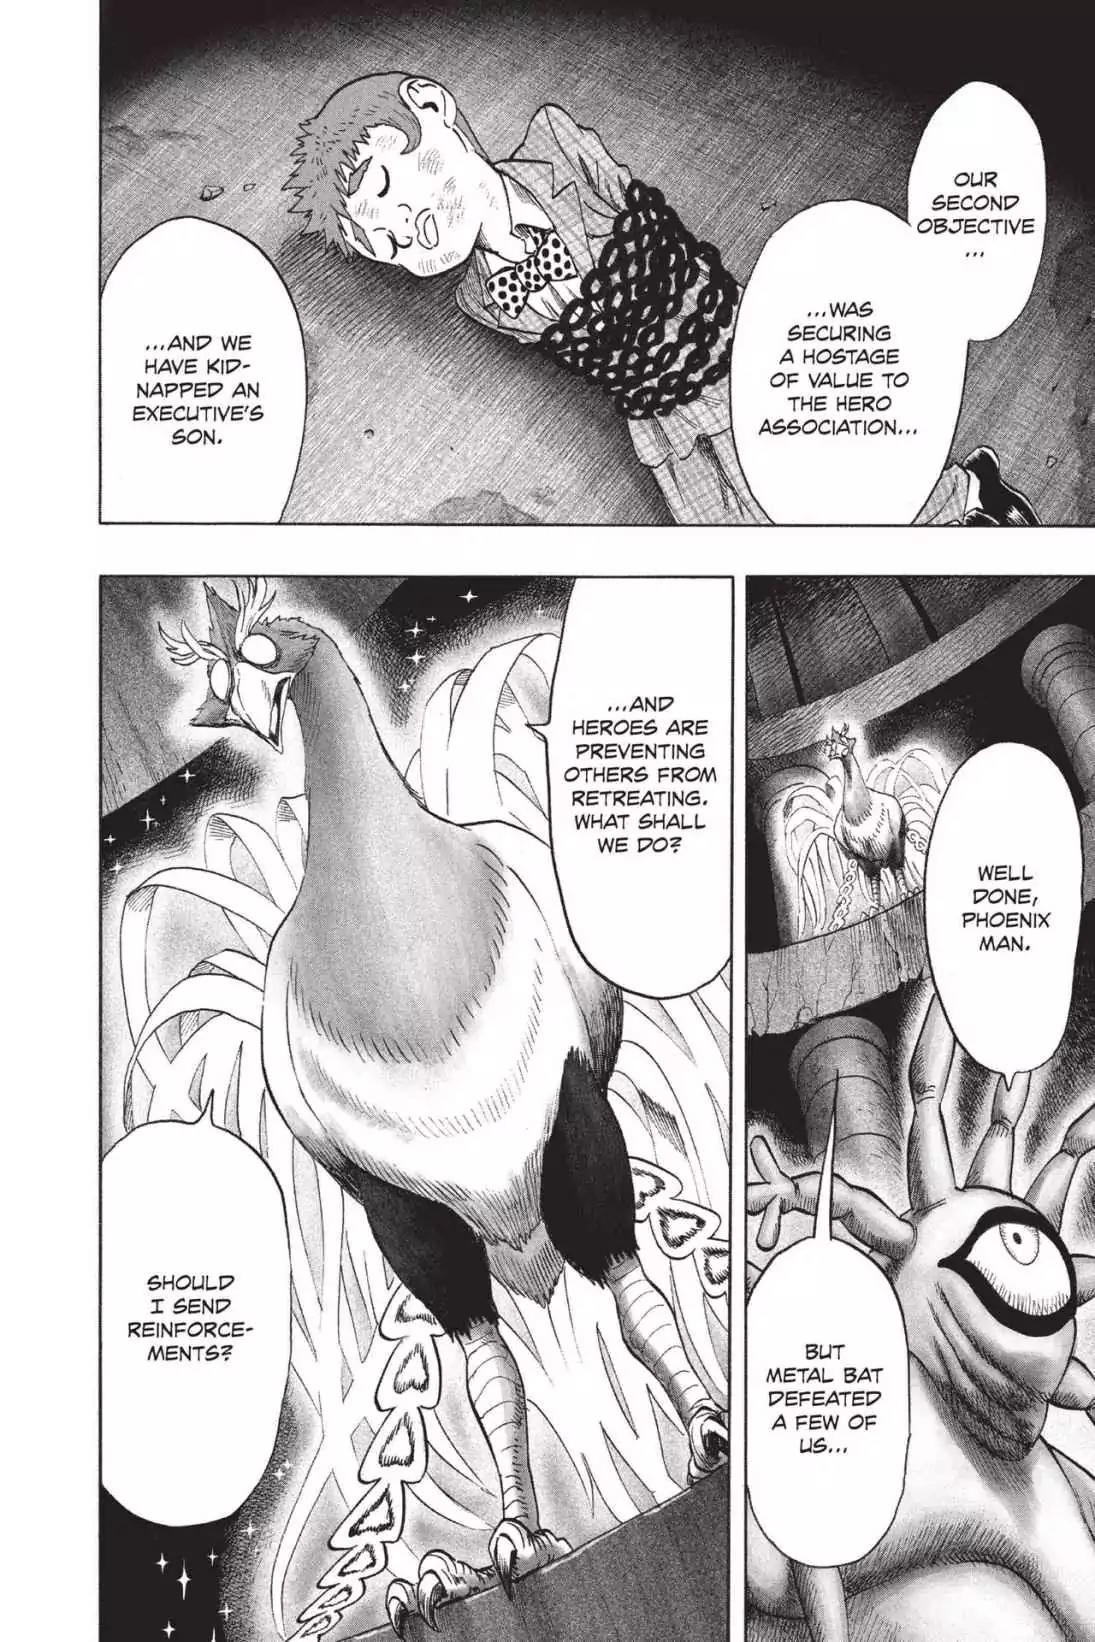 OUR
SECOND
OBJECTIVE
...
...WAS
SECURING
A HOSTAGE
OF VALUE TO
THE HERO
ASSOCIATION...
...AND WE
HAVE KID-
NAPPED AN
EXECUTIVE'S
SON.
WELL
DONE,
PHOENIX
MAN.
BUT
METAL BAT
DEFEATED
A FEW OF
US...
...AND
HEROES ARE
PREVENTING
OTHERS FROM
RETREATING.
WHAT SHALL
WE DO?
SHOULD
I SEND
REINFORCE-
MENTS?